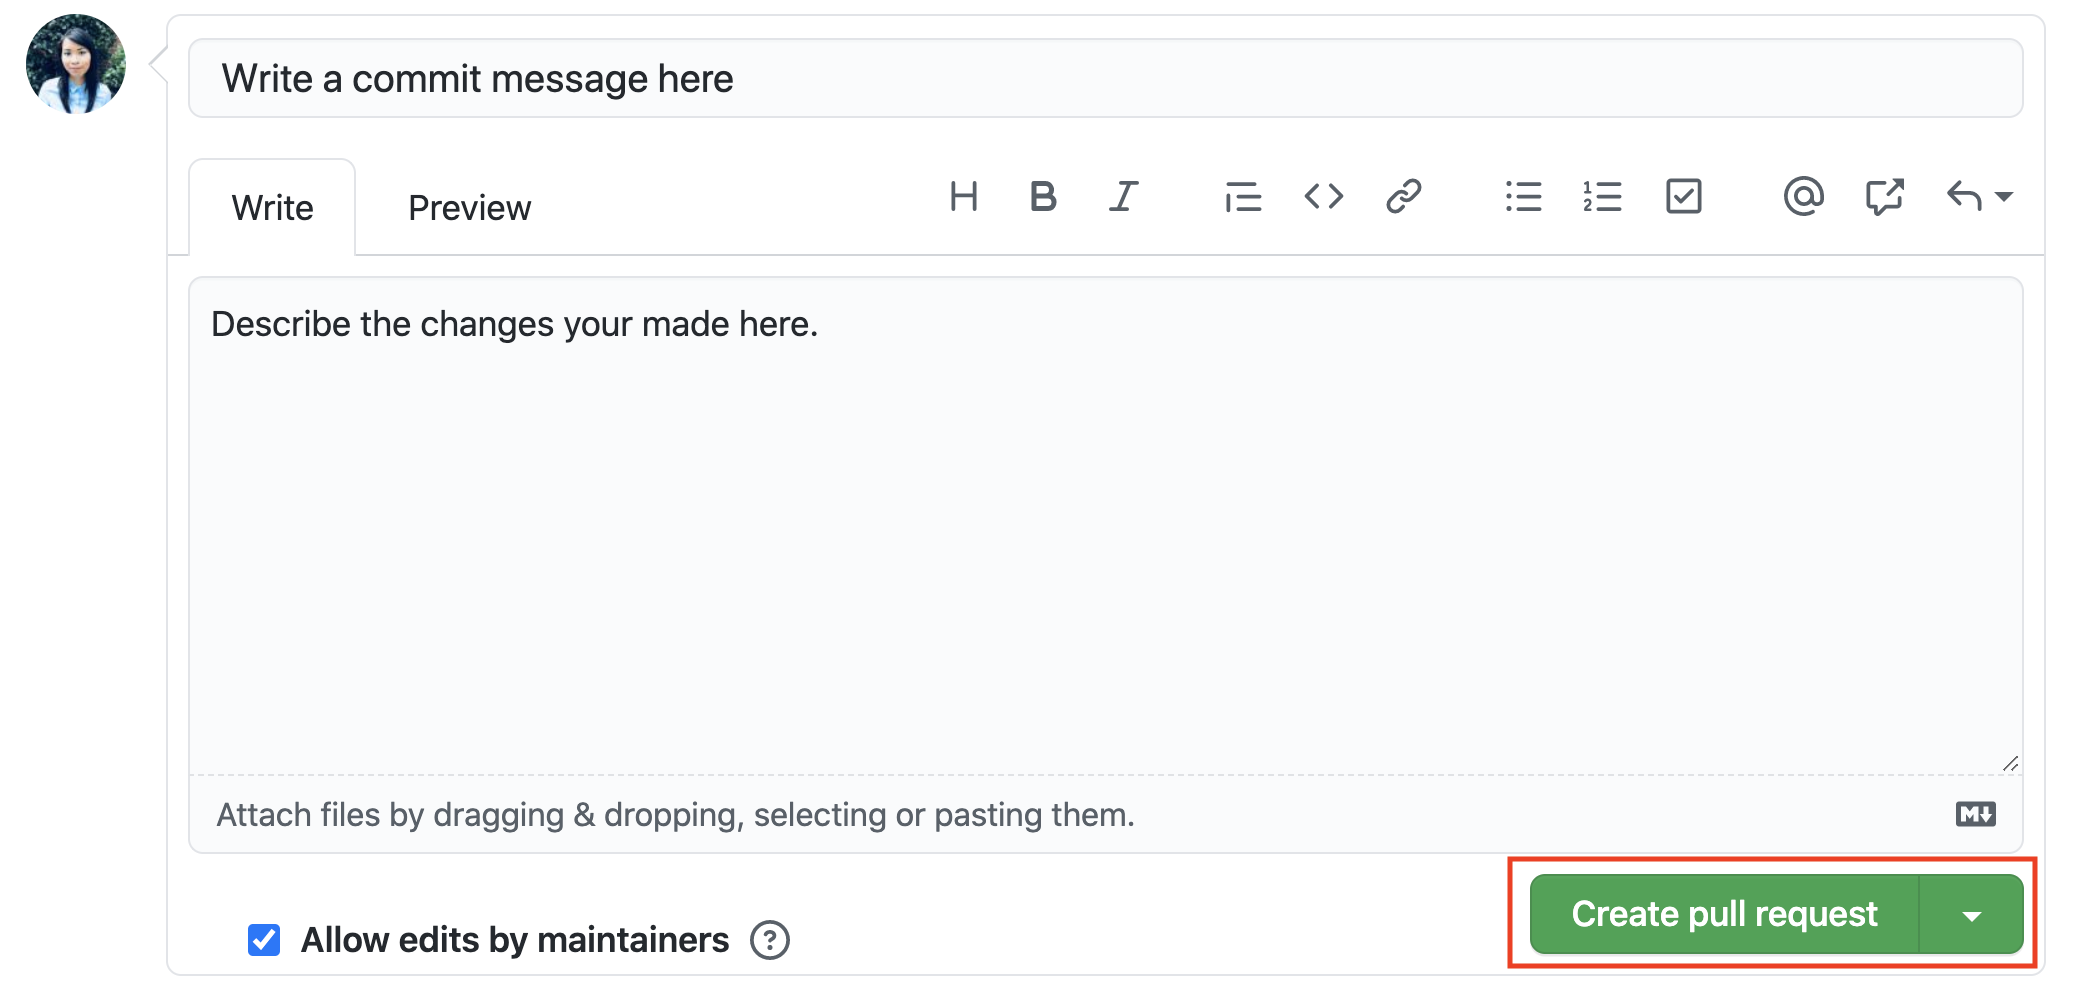 Write a commit message here
Write Preview
Describe the changes your made here.
Attach files by dragging & dropping, selecting or pasting them.
Allow edits by maintainers
Create pull request